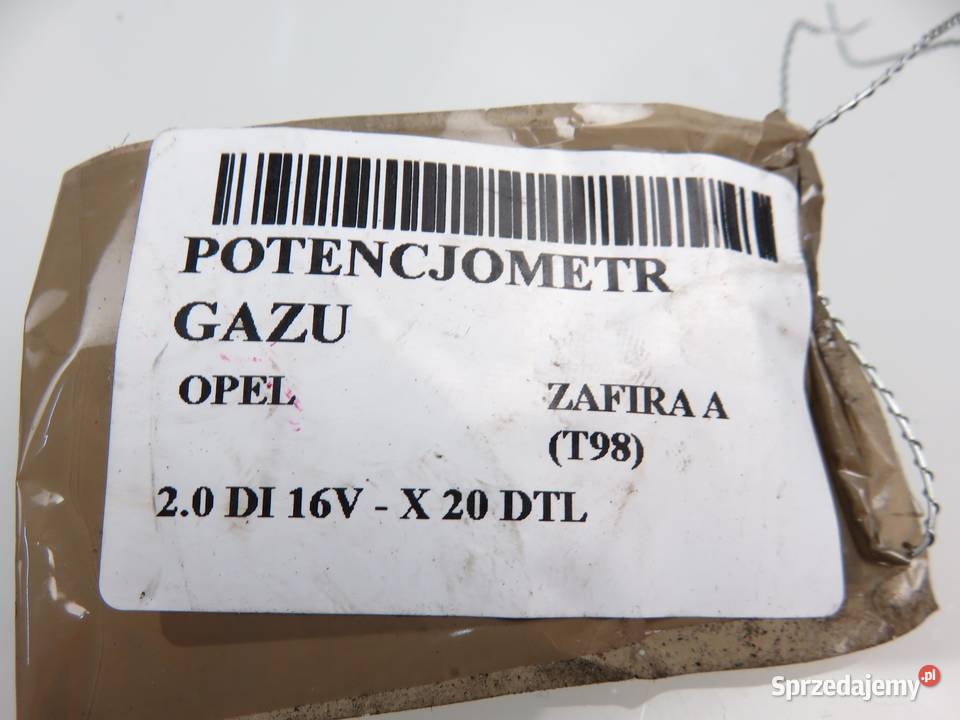 POTENCJOMETR
GAZU
OPEL ZAFIRA A
(T98)
2.0 DI 16V - X 20 DTL
Sprzedajemy.pl